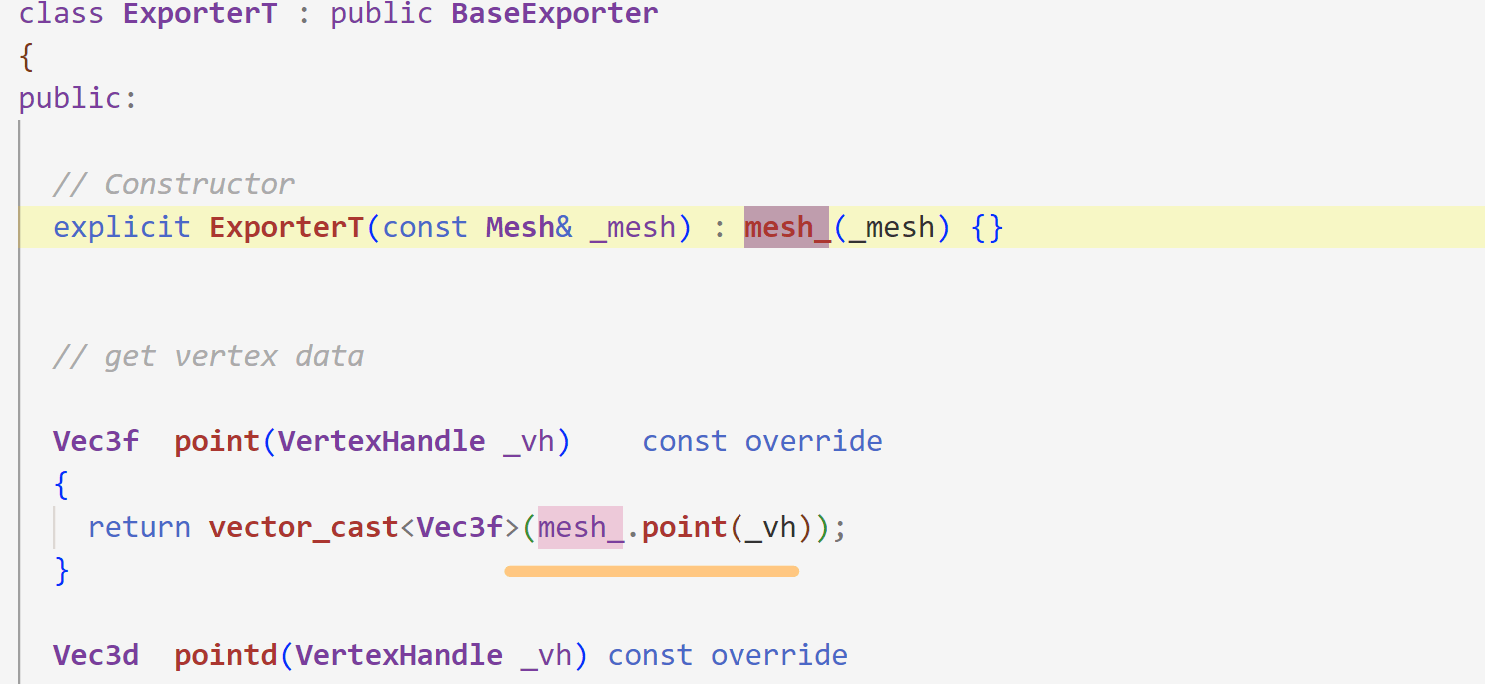 class ExporterT : public BaseExporter
{
public:
// Constructor
explicit ExporterT(const Mesh& _mesh) : mesh_(_mesh) {}
// get vertex data
Vec3f  point(VertexHandle _vh)    const override
{
return vector_cast<Vec3f>(mesh_.point(_vh));
}
Vec3d  pointd(VertexHandle _vh) const override